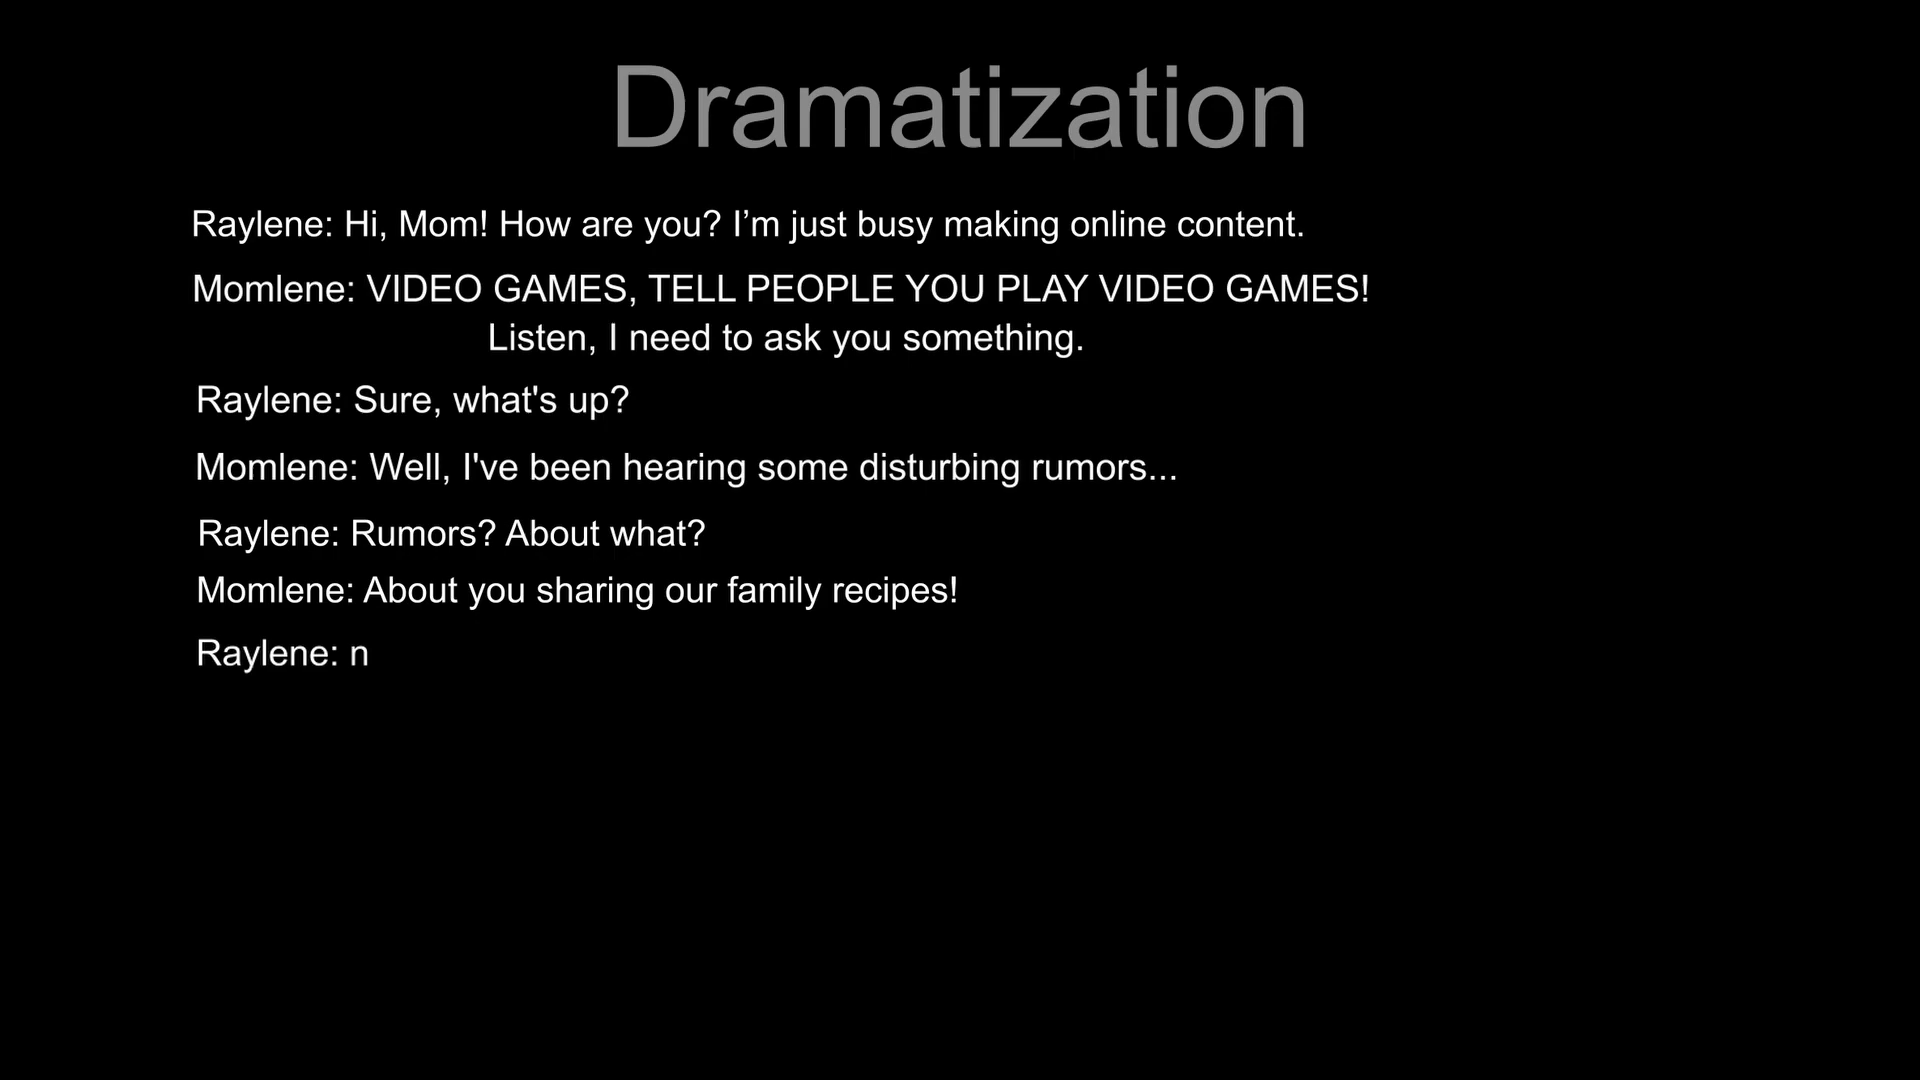 Dramatization
Raylene: Hi, Mom! How are you? I’m just busy making online content.
Momlene: VIDEO GAMES, TELL PEOPLE YOU PLAY VIDEO GAMES!
Listen, I need to ask you something.
Raylene: Sure, what's up?
Momlene: Well, I've been hearing some disturbing rumors...
Raylene: Rumors? About what?
Momlene: About you sharing our family recipes!
Raylene: n